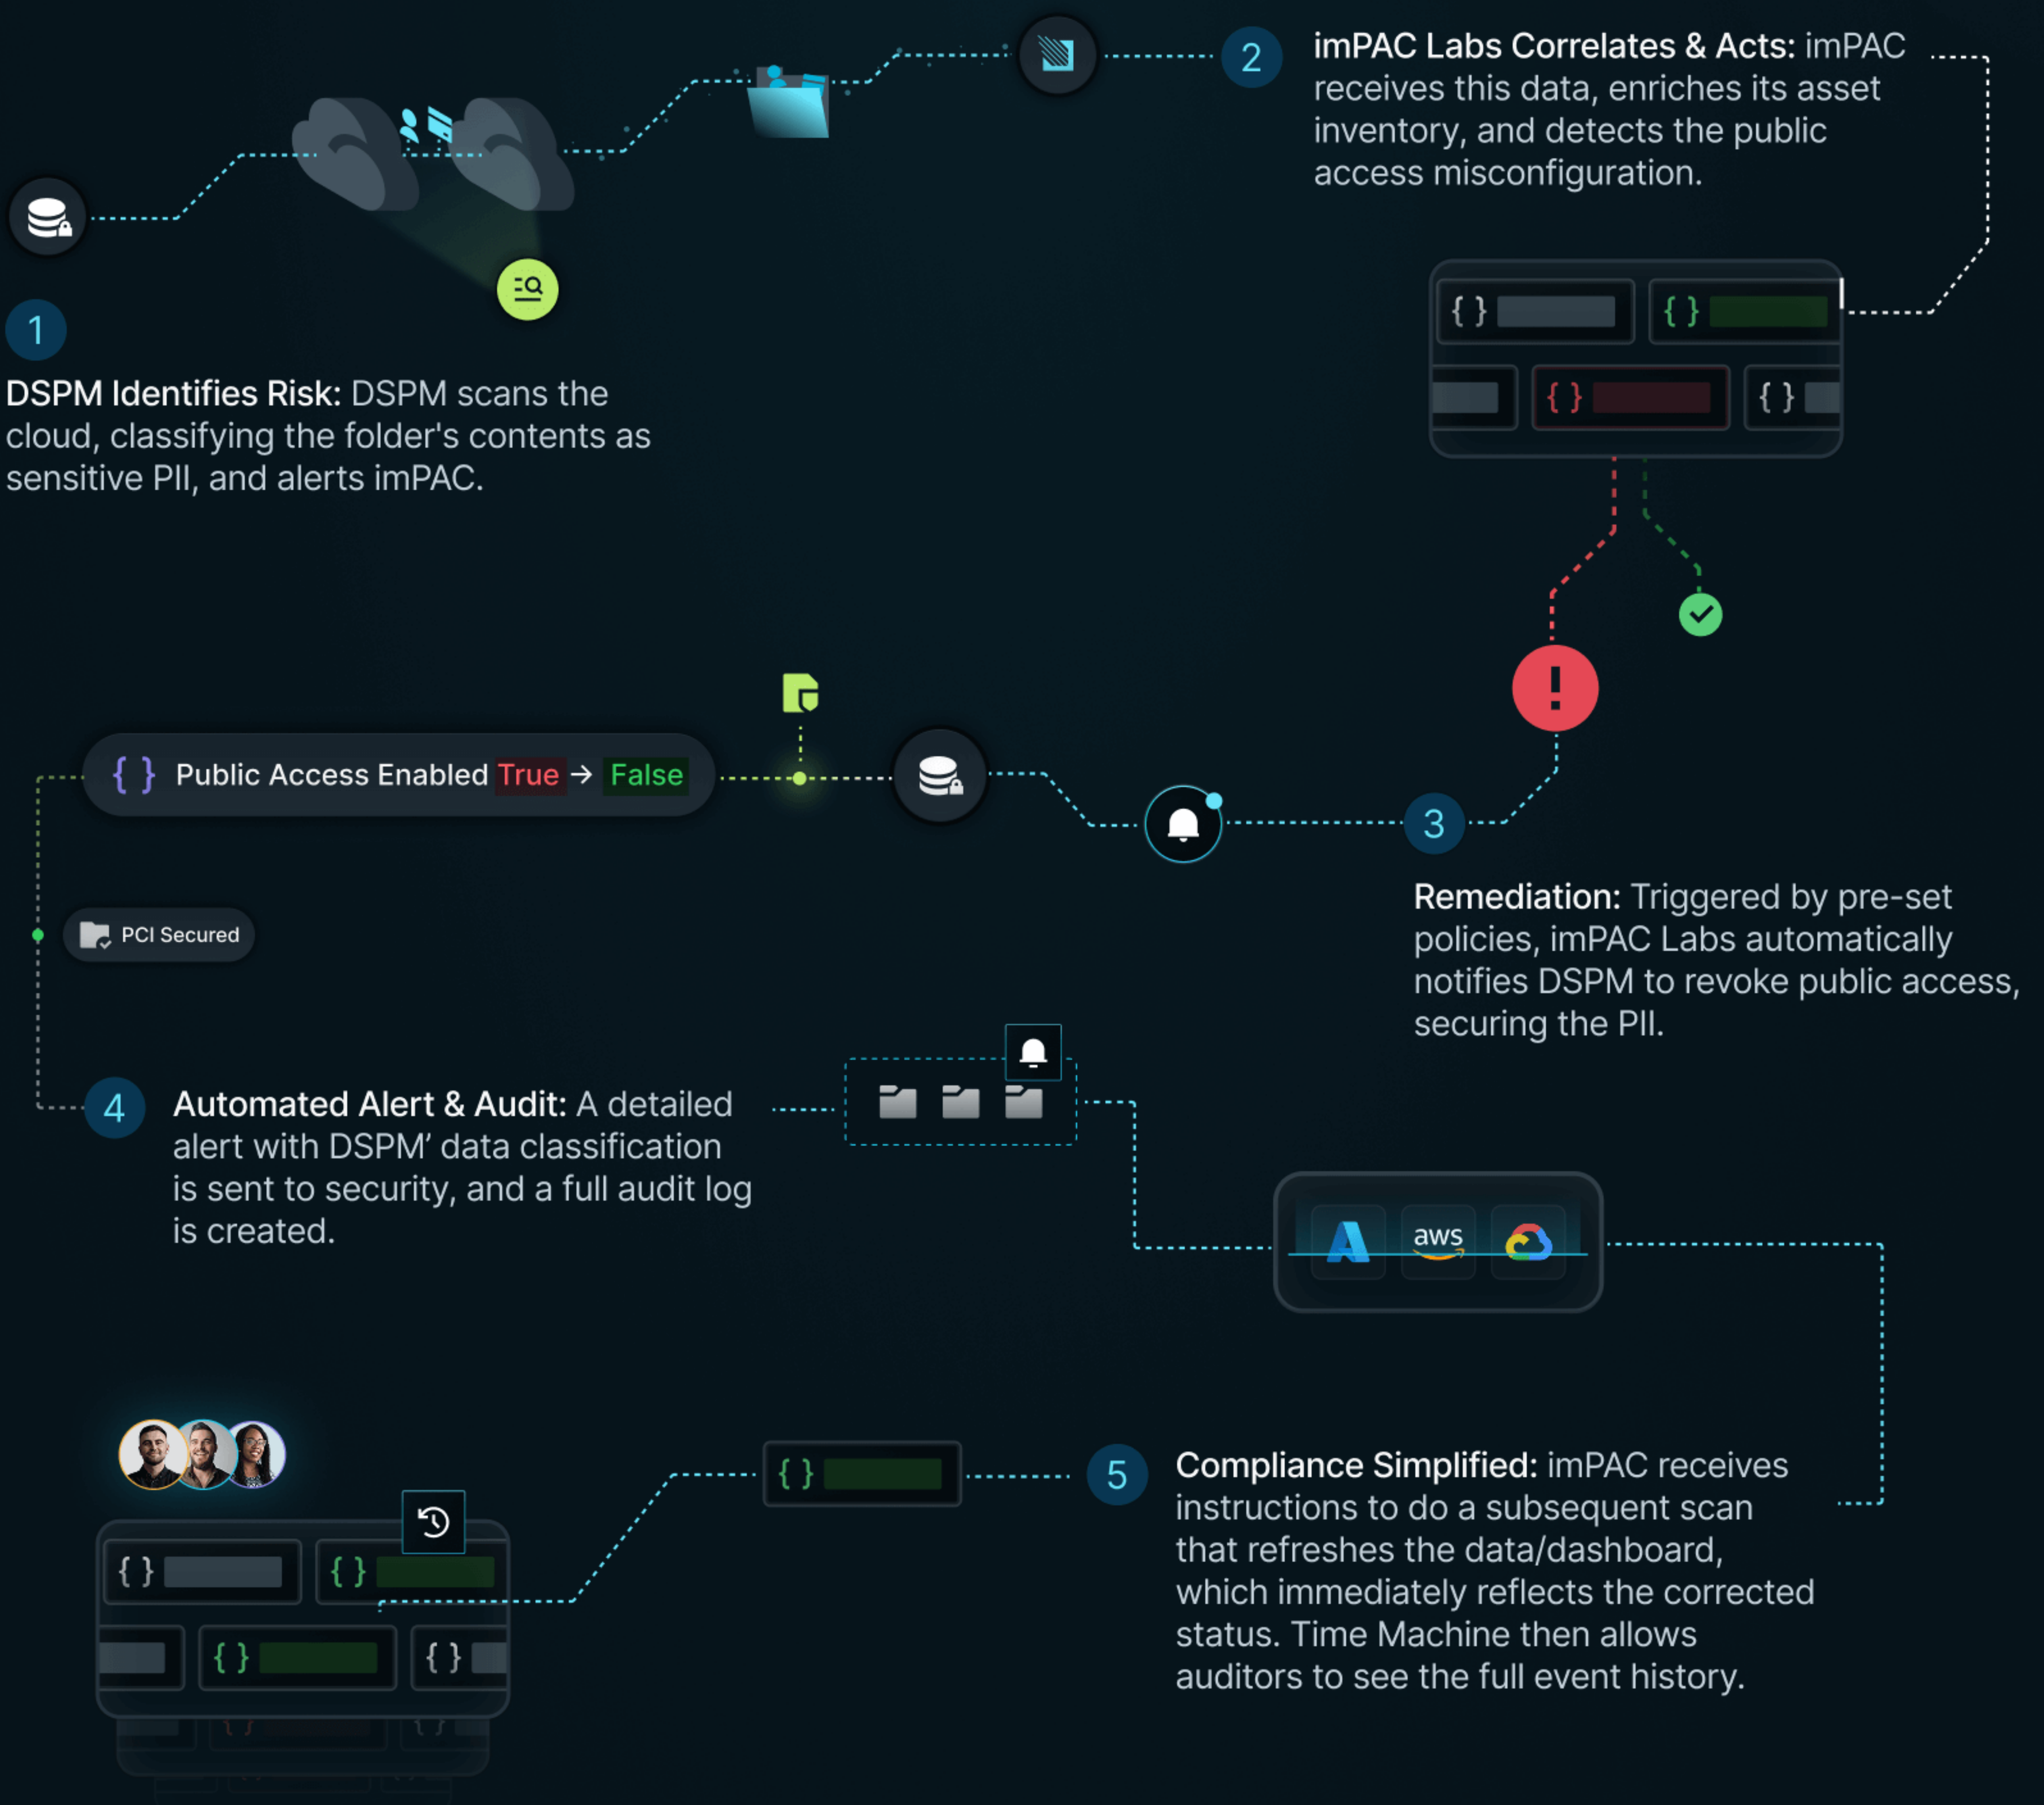 2
imPAC Labs Correlates & Acts: imPAC
receives this data, enriches its asset
inventory, and detects the public
access misconfiguration.
{ }
{ }
{ }
{ }
1
DSPM Identifies Risk: DSPM scans the
cloud, classifying the folder's contents as
sensitive PII, and alerts imPAC.
!
{ } Public Access Enabled True → False
3
Remediation: Triggered by pre-set
policies, imPAC Labs automatically
notifies DSPM to revoke public access,
securing the PII.
PCI Secured
4
Automated Alert & Audit: A detailed
alert with DSPM’ data classification
is sent to security, and a full audit log
is created.
aws
5
Compliance Simplified: imPAC receives
instructions to do a subsequent scan
that refreshes the data/dashboard,
which immediately reflects the corrected
status. Time Machine then allows
auditors to see the full event history.
{ }
{ }
{ }
{ }
{ }